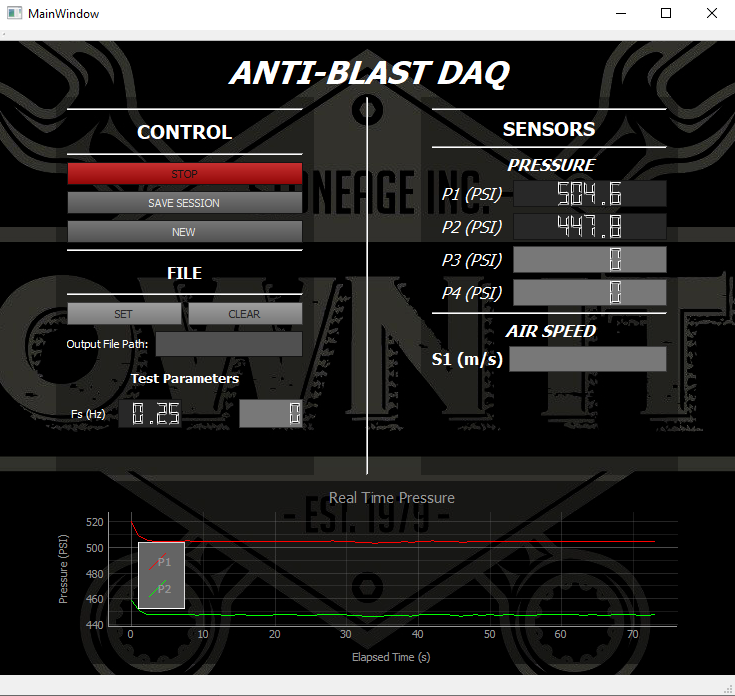 MainWindow
ANTI-BLAST DAQ
CONTROL
STOP
SAVE SESSION
NEW
FILE
SET CLEAR
Output File Path:
Test Parameters
Fs (Hz) 0.25 0
SENSORS
PRESSURE
P1 (PSI) 504.6
P2 (PSI) 447.8
P3 (PSI) 0
P4 (PSI) 0
AIR SPEED
S1 (m/s)
INC.
OWN IT
- EST. 1979 -
Real Time Pressure
Pressure (PSI)
520
500
480
460
440
P1
P2
0 10 20 30 40 50 60 70
Elapsed Time (s)